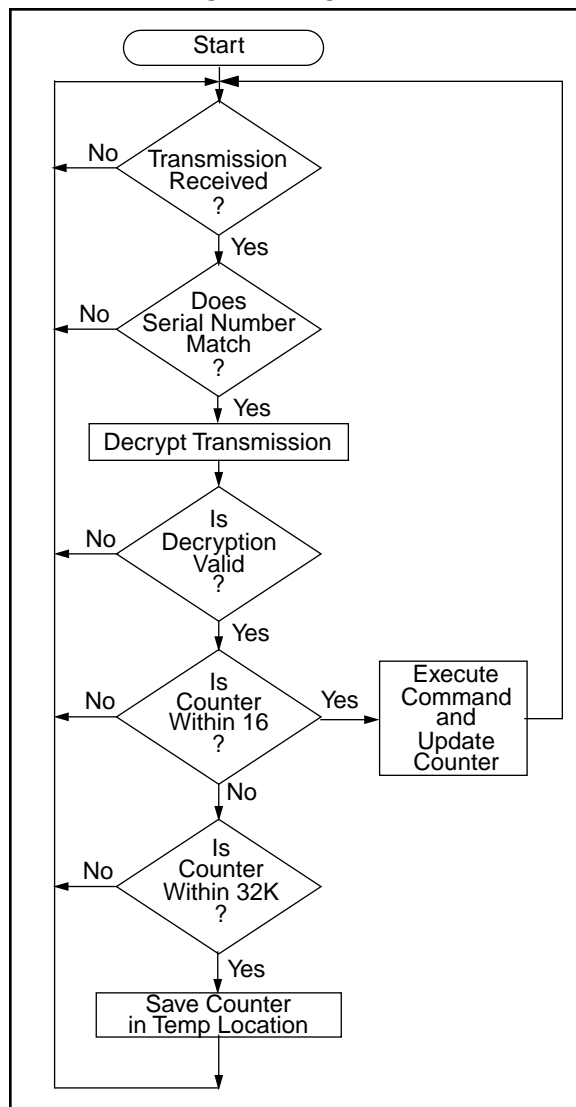 Start
No
Transmission
Received
?
Yes
Does
Serial Number
Match
?
No
Yes
Decrypt Transmission
Is
Decryption
Valid
?
No
Yes
Is
Counter
Within 16
?
No
Yes
Execute
Command
and
Update
Counter
No
Is
Counter
Within 32K
?
No
Yes
Save Counter
in Temp Location